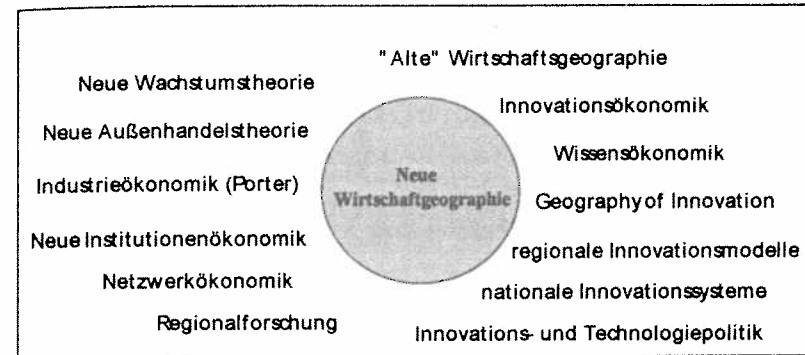 "Alte" Wirtschaftsgeographie
Neue Wachstumstheorie
Innovationsökonomik
Neue Außenhandelstheorie
Wissensökonomik
Industrieökonomik (Porter)
Neue
Wirtschaftgeographie
Geography of Innovation
Neue Institutionenökonomik
regionale Innovationsmodelle
Netzwerkökonomik
nationale Innovationssysteme
Regionalforschung
Innovations- und Technologiepolitik